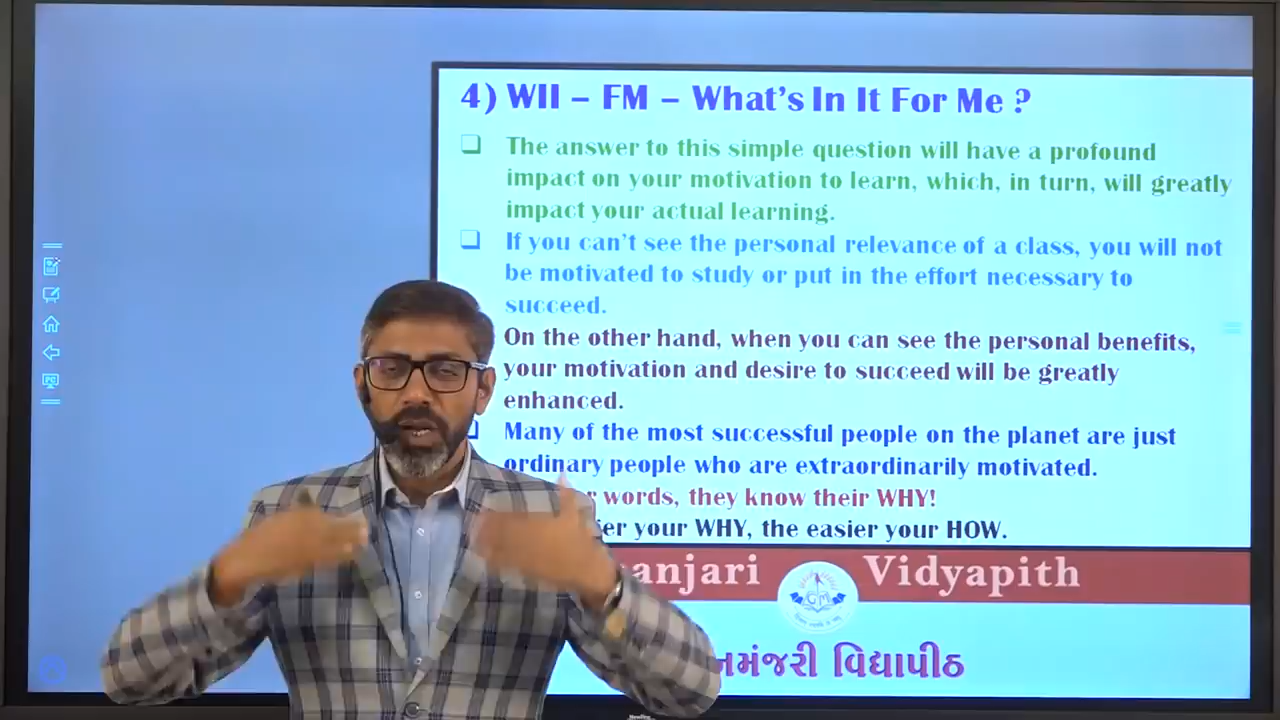 4) WII – FM – What's In It For Me ?
❑ The answer to this simple question will have a profound
impact on your motivation to learn, which, in turn, will greatly
impact your actual learning.
❑ If you can't see the personal relevance of a class, you will not
be motivated to study or put in the effort necessary to
succeed.
On the other hand, when you can see the personal benefits,
your motivation and desire to succeed will be greatly
enhanced.
Many of the most successful people on the planet are just
ordinary people who are extraordinarily motivated.
words, they know their WHY!
your WHY, the easier your HOW.
Vidyapith
વિદ્યાપીઠ